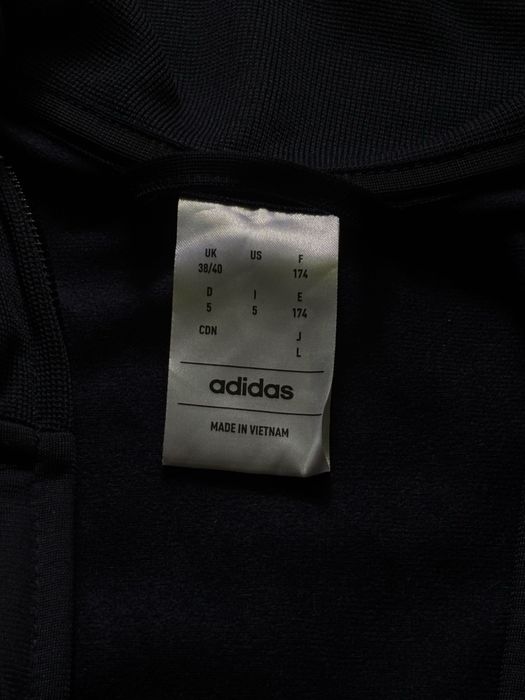 UK US F
38/40 174
D I E
5 5 174
CDN J
L
adidas
MADE IN VIETNAM